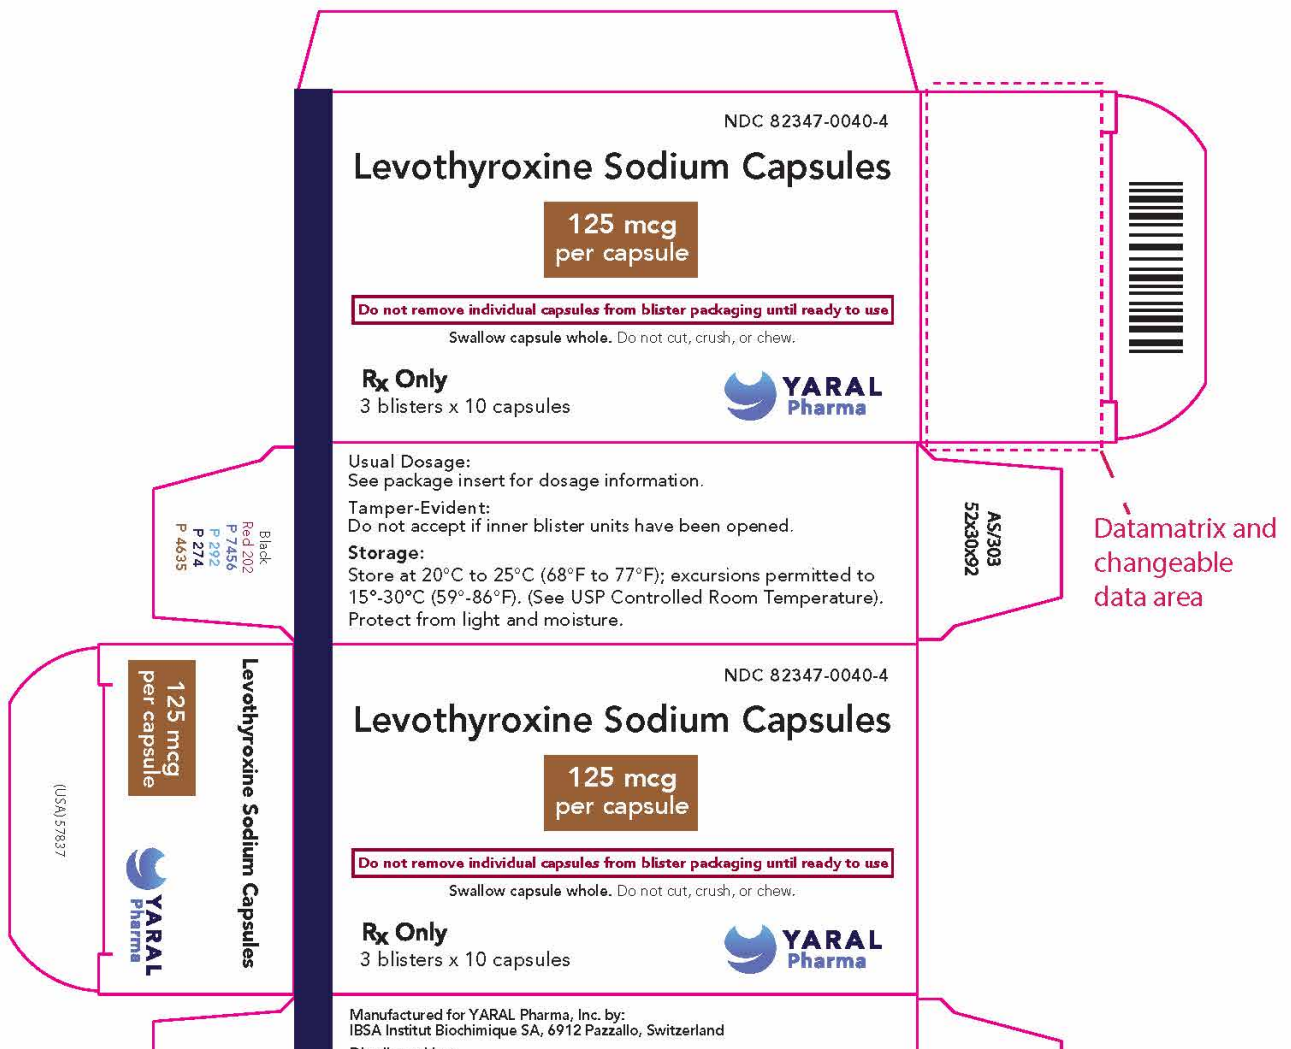 NDC 82347-0040-4
Levothyroxine Sodium Capsules
125 mcg
per capsule
Do not remove individual capsules from blister packaging until ready to use
Swallow capsule whole. Do not cut, crush, or chew.
Rx Only
3 blisters x 10 capsules
YARAL
Pharma
Usual Dosage:
See package insert for dosage information.
Tamper-Evident:
Do not accept if inner blister units have been opened.
Storage:
Store at 20°C to 25°C (68°F to 77°F); excursions permitted to
15°-30°C (59°-86°F). (See USP Controlled Room Temperature).
Protect from light and moisture.
Black
Red 202
P 7456
P 292
P 274
P 4635
AS/303
52x30x92
Datamatrix and
changeable
data area
NDC 82347-0040-4
Levothyroxine Sodium Capsules
125 mcg
per capsule
Do not remove individual capsules from blister packaging until ready to use
Swallow capsule whole. Do not cut, crush, or chew.
Rx Only
3 blisters x 10 capsules
YARAL
Pharma
Levothyroxine Sodium Capsules
125 mcg
per capsule
YARAL
Pharma
(USA) 57837
Manufactured for YARAL Pharma, Inc. by:
IBSA Institut Biochimique SA, 6912 Pazzallo, Switzerland